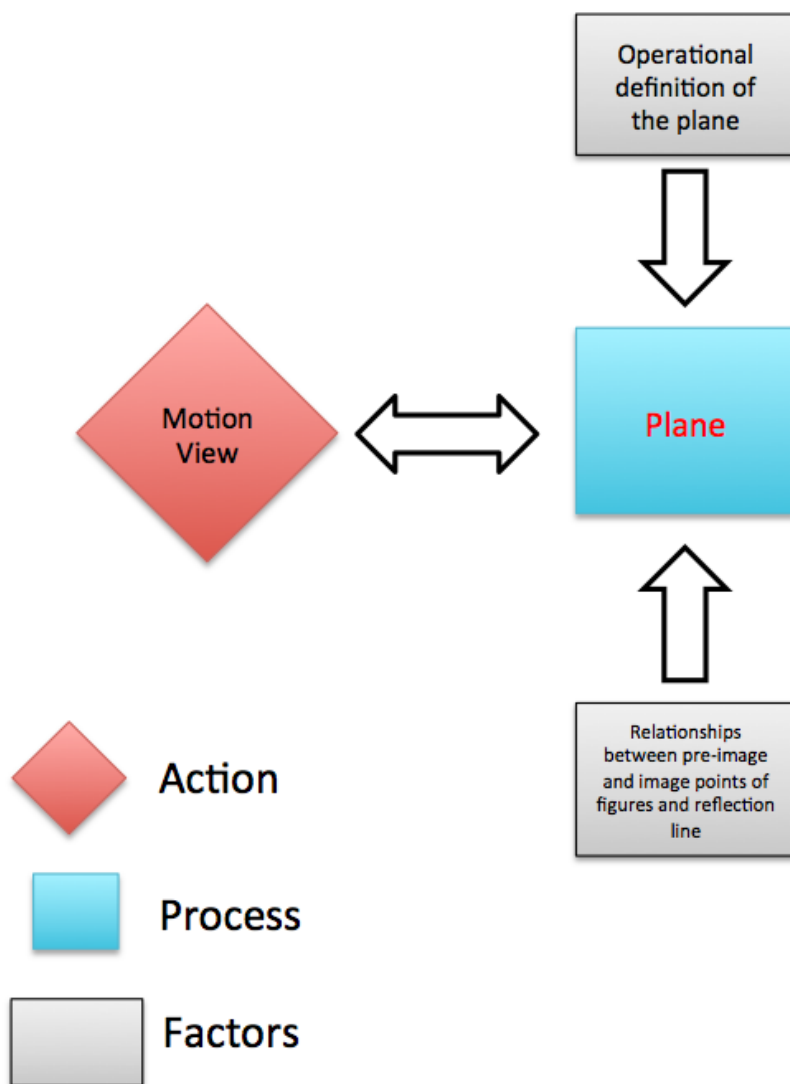 Operational
definition of
the plane
Motion
View
Plane
Relationships
between pre-image
and image points of
figures and reflection
line
Action
Process
Factors